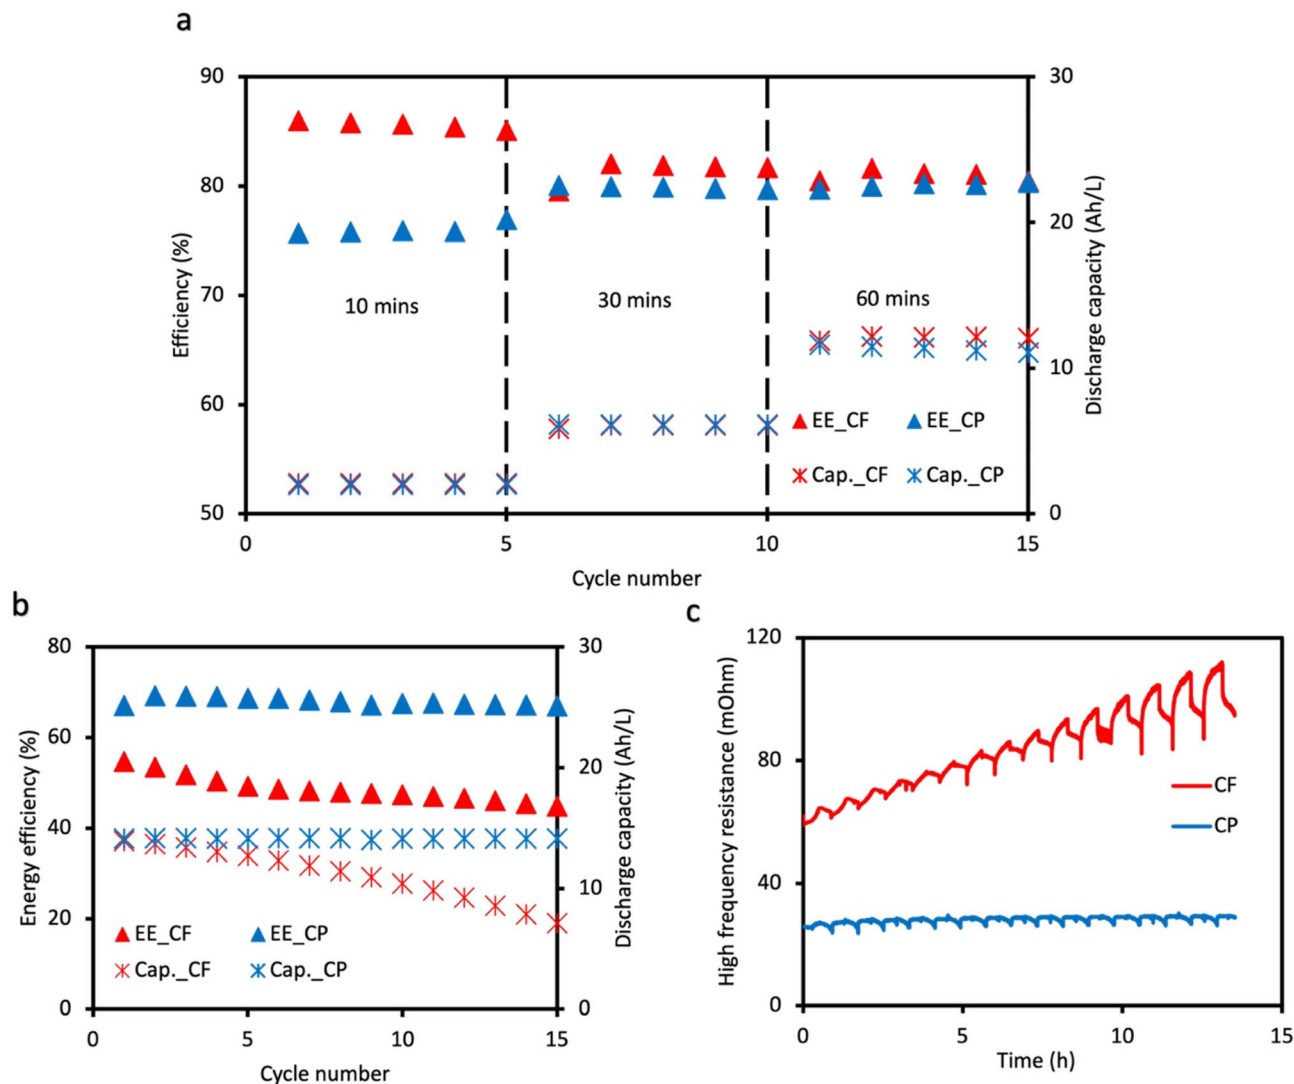 a
90
80
70
60
50
Efficiency (%)
30
20
10
0
Discharge capacity (Ah/L)
10 mins
30 mins
60 mins
EE_CF
EE_CP
Cap._CF
Cap._CP
0
5
10
15
Cycle number
b
80
60
40
20
0
Energy efficiency (%)
30
20
10
0
Discharge capacity (Ah/L)
EE_CF
EE_CP
Cap._CF
Cap._CP
0
5
10
15
Cycle number
c
120
80
40
0
High frequency resistance (mOhm)
CF
CP
0
5
10
15
Time (h)